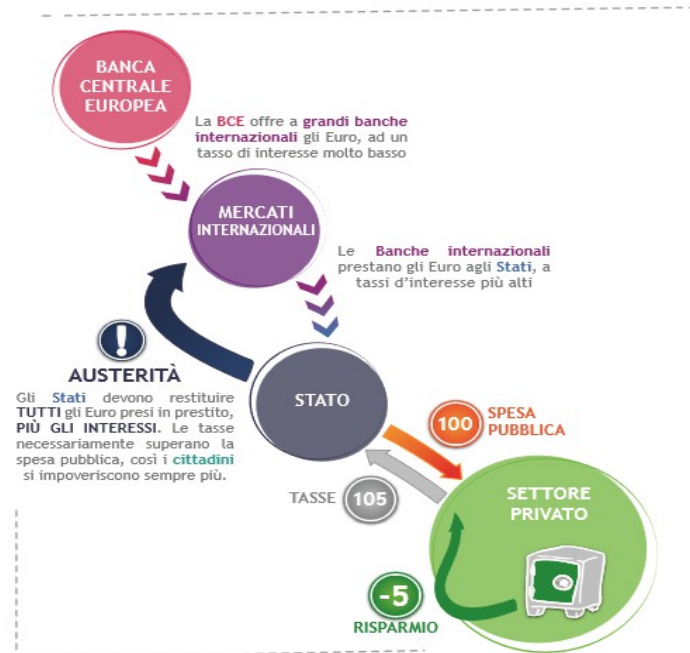 BANCA
CENTRALE
EUROPEA
La BCE offre a grandi banche
internazionali gli Euro, ad un
tasso di interesse molto basso
MERCATI
INTERNAZIONALI
Le Banche internazionali
prestano gli Euro agli Stati, a
tassi d'interesse più alti
!
AUSTERITÀ
Gli Stati devono restituire
TUTTI gli Euro presi in prestito,
PIÙ GLI INTERESSI. Le tasse
necessariamente superano la
spesa pubblica, così i cittadini
si impoveriscono sempre più.
STATO
100
SPESA
PUBBLICA
TASSE
105
SETTORE
PRIVATO
-5
RISPARMIO